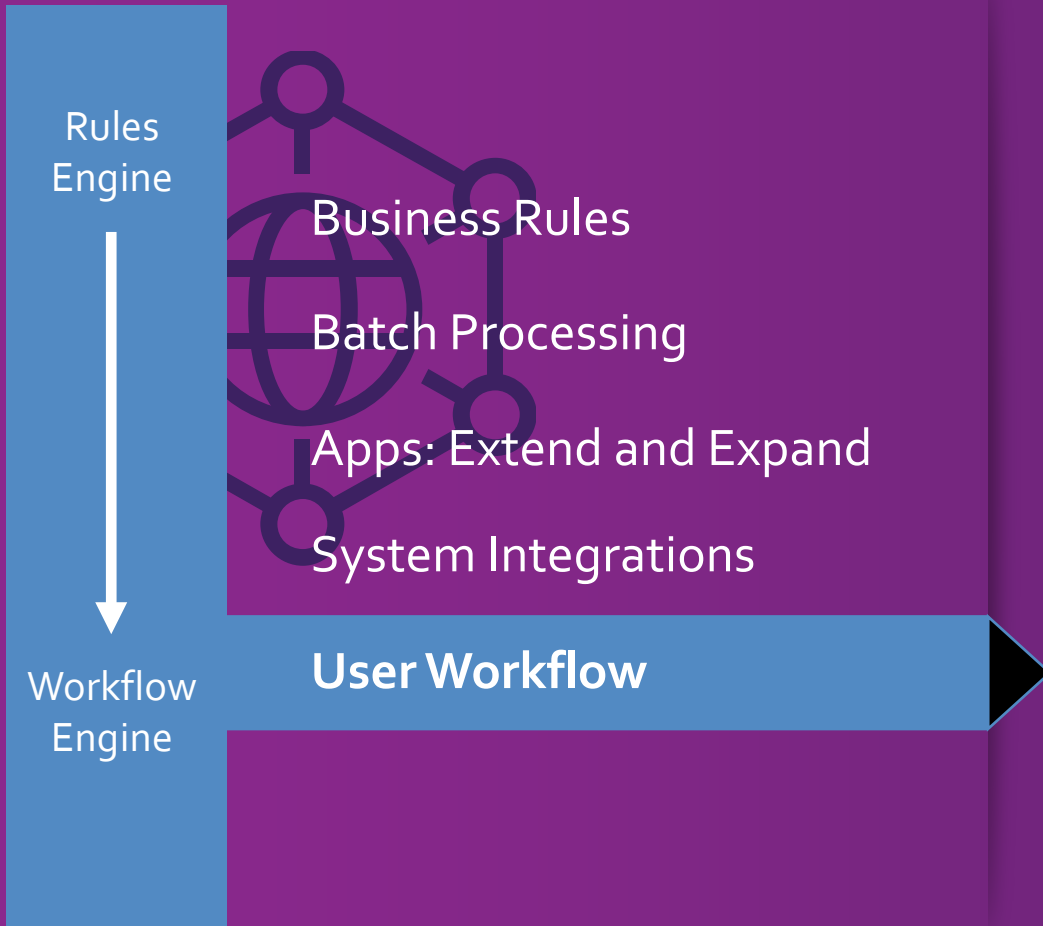 Rules
Engine
Workflow
Engine
Business Rules
Batch Processing
Apps: Extend and Expand
System Integrations
User Workflow